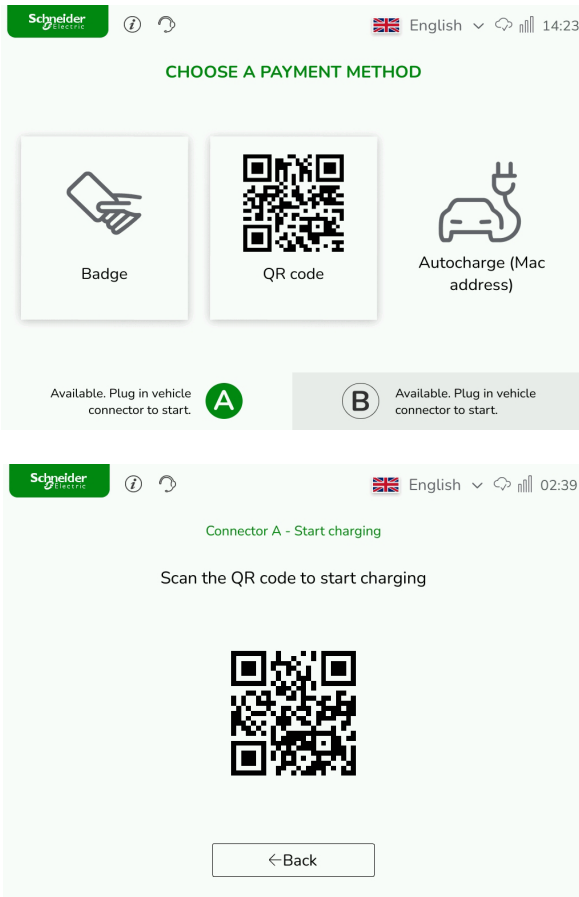 Schneider
Electric
i
English
14:23
CHOOSE A PAYMENT METHOD
Badge
QR code
Autocharge (Mac
address)
Available. Plug in vehicle
connector to start.
A
B
Available. Plug in vehicle
connector to start.
Schneider
Electric
i
English
02:39
Connector A - Start charging
Scan the QR code to start charging
←Back